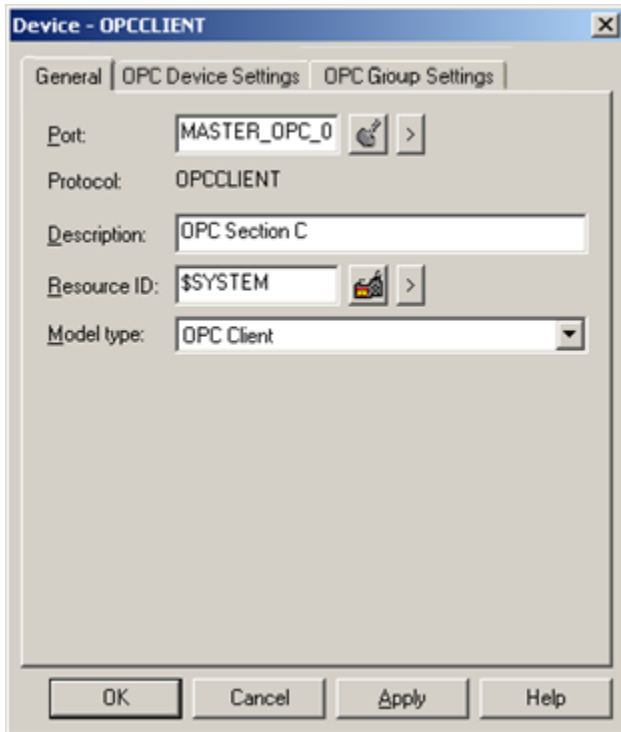 Device - OPCCLIENT
General OPC Device Settings OPC Group Settings
Port: MASTER_OPC_0 >
Protocol: OPCCLIENT
Description: OPC Section C
Resource ID: $SYSTEM >
Model type: OPC Client
OK Cancel Apply Help